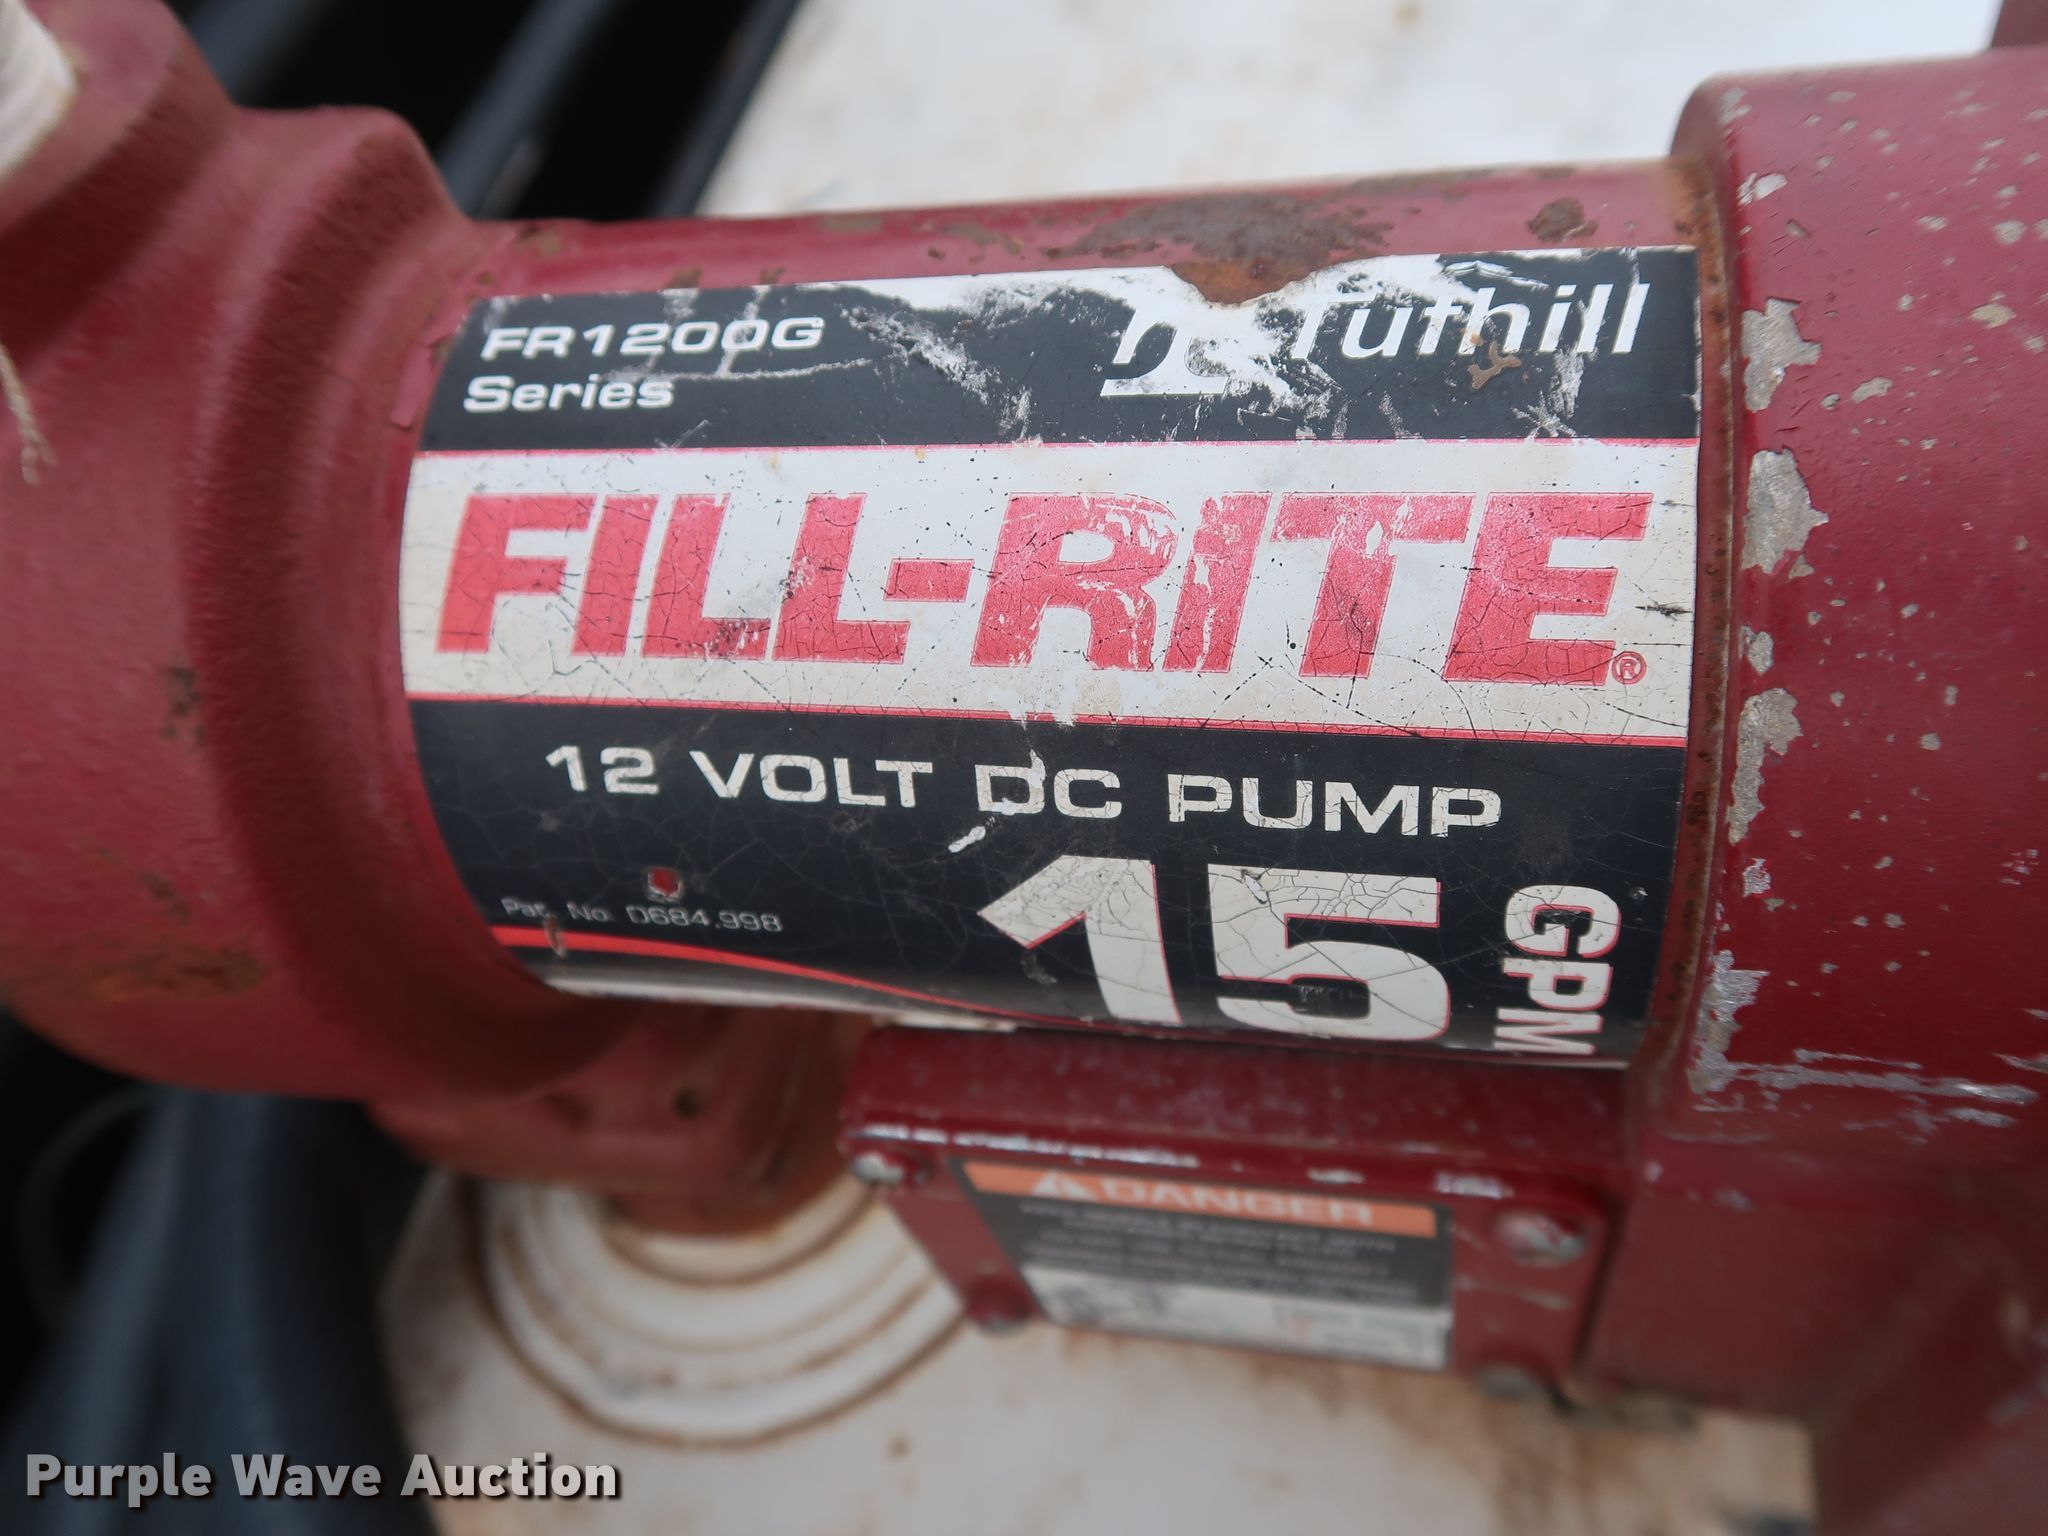 FR1200G
Series
Tuthill
FILL-RITE®
12 VOLT DC PUMP
Pat. No. D684,998
15 GPM
DANGER
Purple Wave Auction